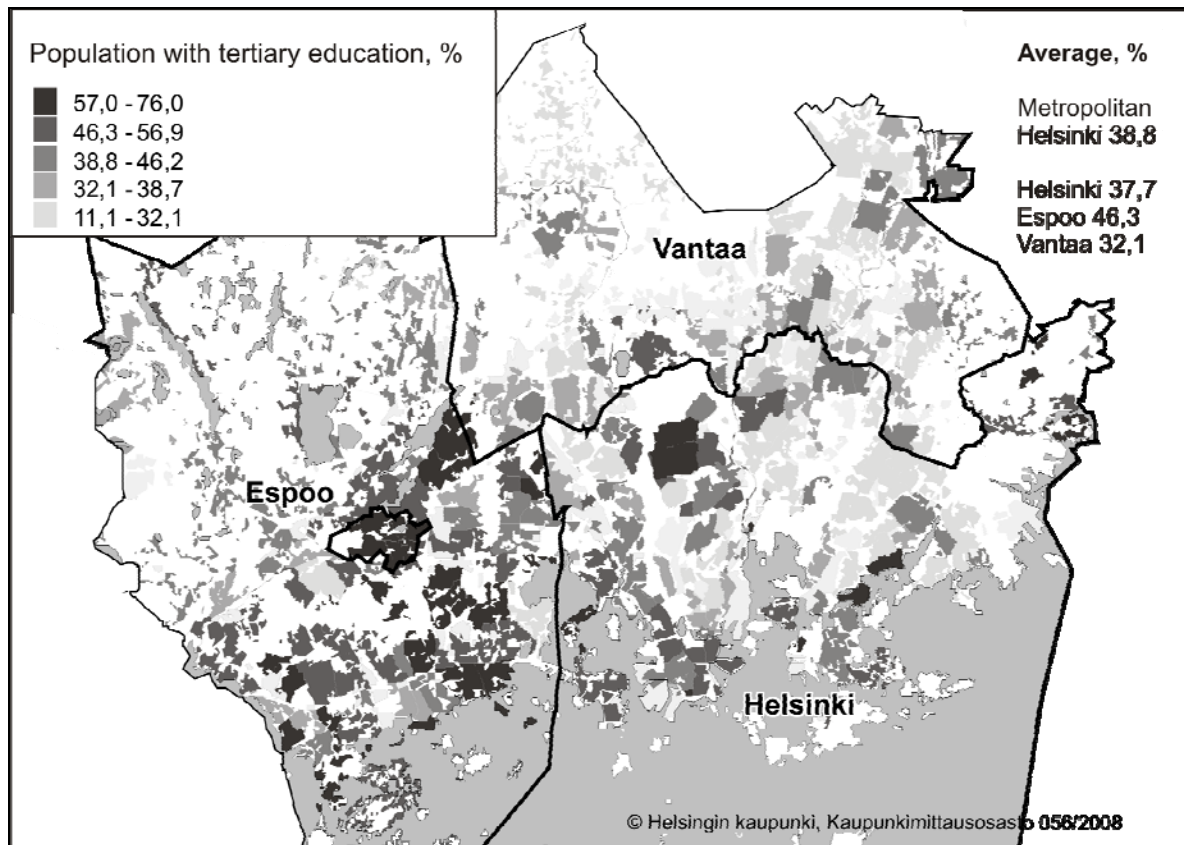 Population with tertiary education, %
57,0 - 76,0
46,3 - 56,9
38,8 - 46,2
32,1 - 38,7
11,1 - 32,1
Average, %
Metropolitan
Helsinki 38,8
Helsinki 37,7
Espoo 46,3
Vantaa 32,1
Vantaa
Espoo
Helsinki
© Helsingin kaupunki, Kaupunkimittausosasto 056/2008